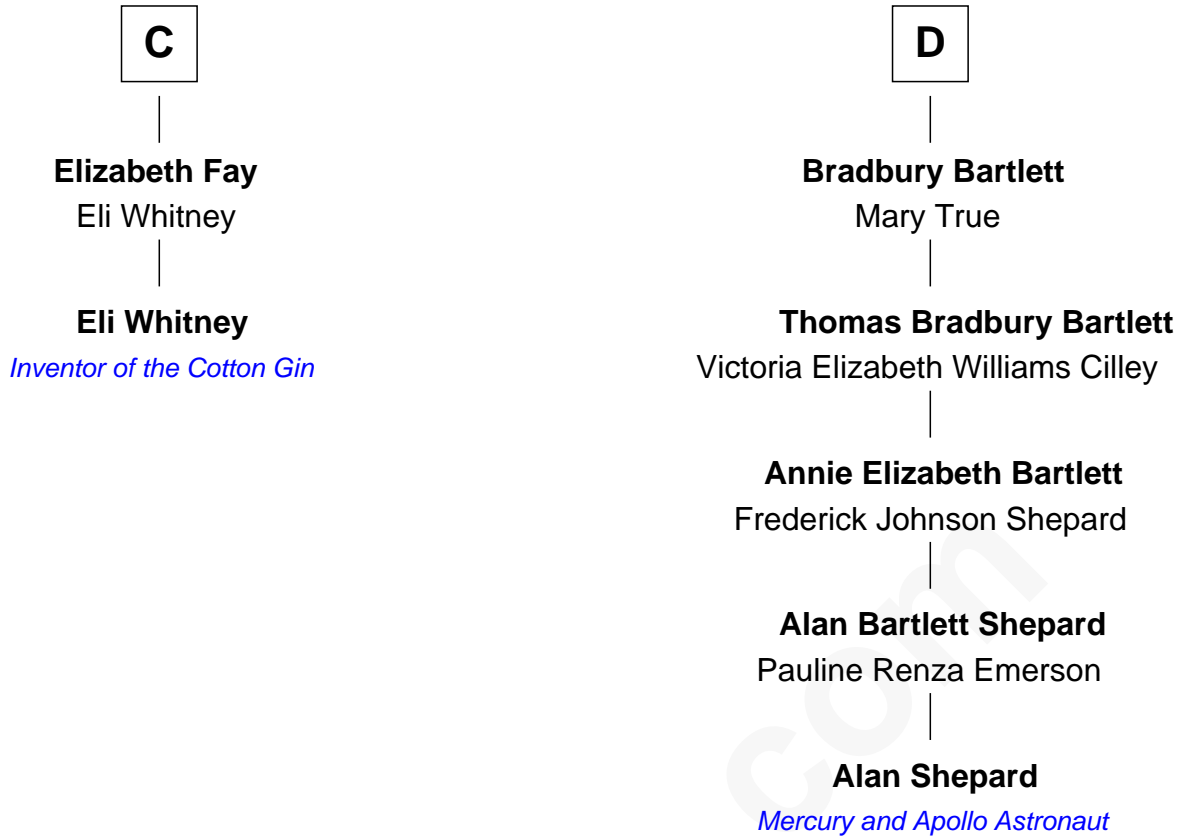 C
Elizabeth Fay
Eli Whitney
Eli Whitney
Inventor of the Cotton Gin
D
Bradbury Bartlett
Mary True
Thomas Bradbury Bartlett
Victoria Elizabeth Williams Cilley
Annie Elizabeth Bartlett
Frederick Johnson Shepard
Alan Bartlett Shepard
Pauline Renza Emerson
Alan Shepard
Mercury and Apollo Astronaut
com